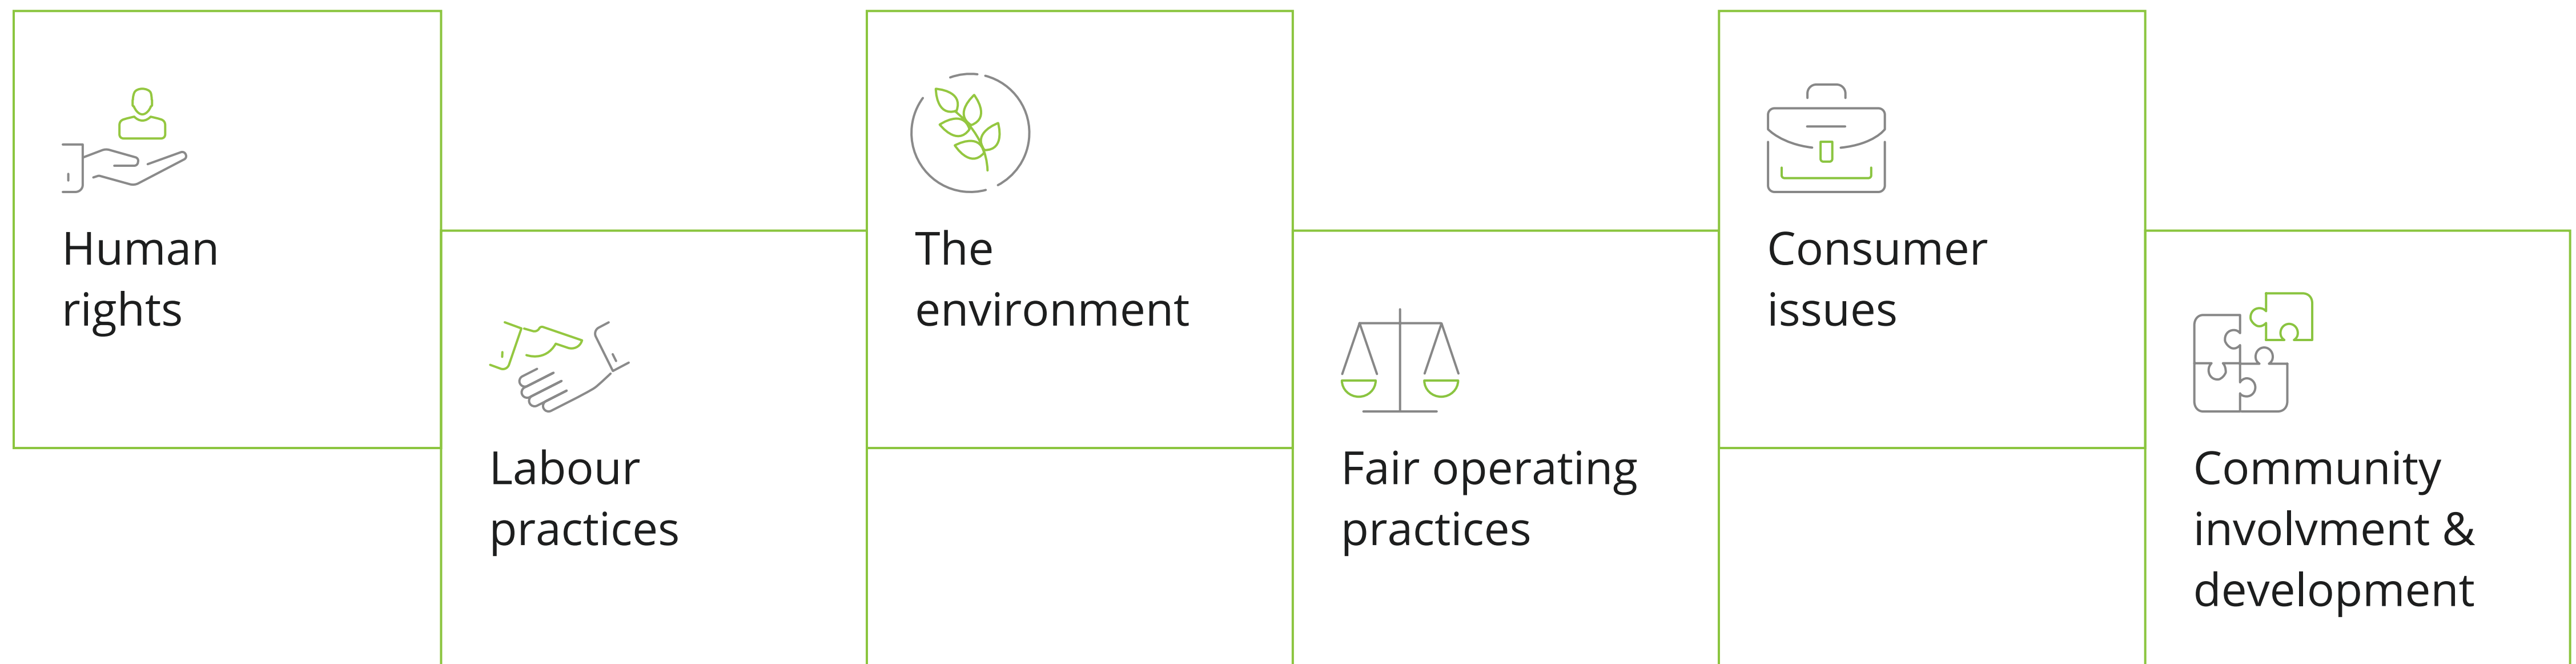 Human
rights
Labour
practices
The
environment
Fair operating
practices
Consumer
issues
Community
involvment &
development